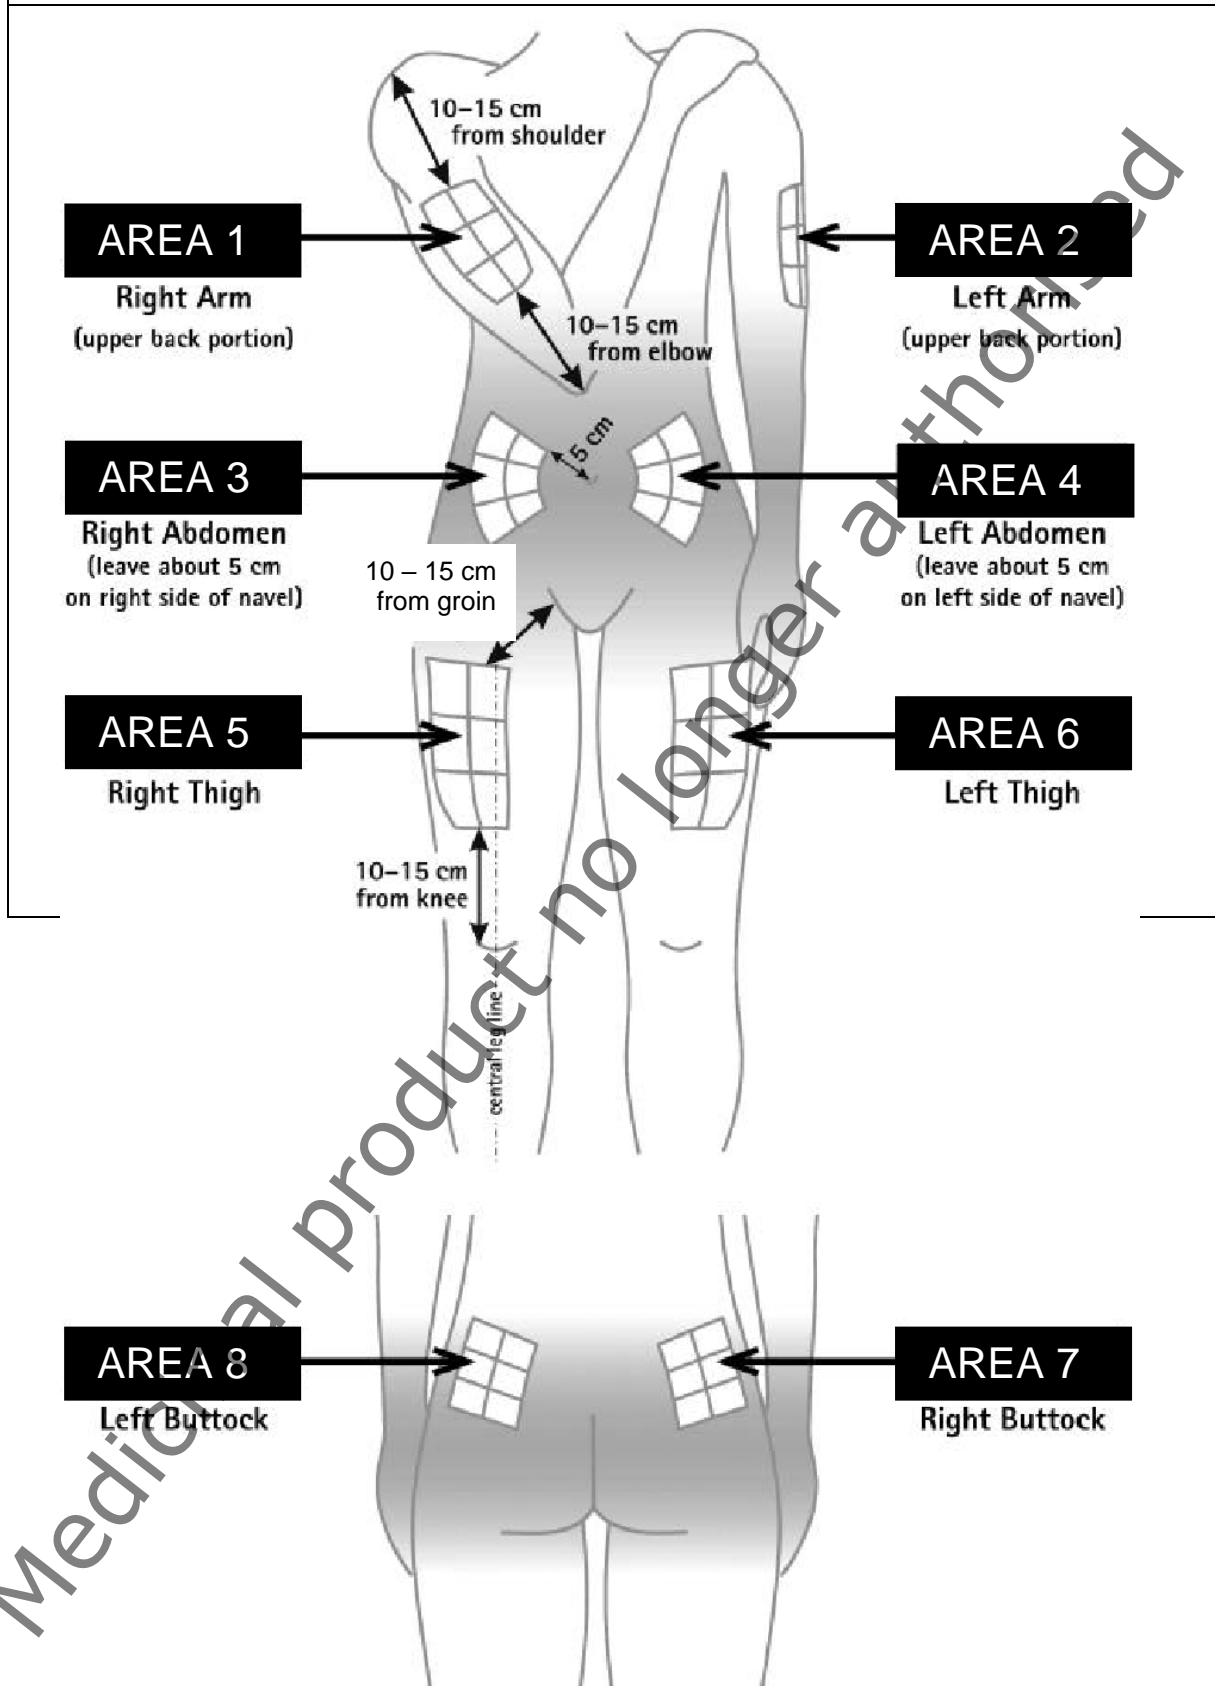 10–15 cm
from shoulder
AREA 1
Right Arm
(upper back portion)
AREA 2
Left Arm
(upper back portion)
10–15 cm
from elbow
5 cm
AREA 3
Right Abdomen
(leave about 5 cm
on right side of navel)
AREA 4
Left Abdomen
(leave about 5 cm
on left side of navel)
10 – 15 cm
from groin
AREA 5
Right Thigh
AREA 6
Left Thigh
10–15 cm
from knee
central leg line
AREA 8
Left Buttock
AREA 7
Right Buttock
Medicinal product no longer authorised